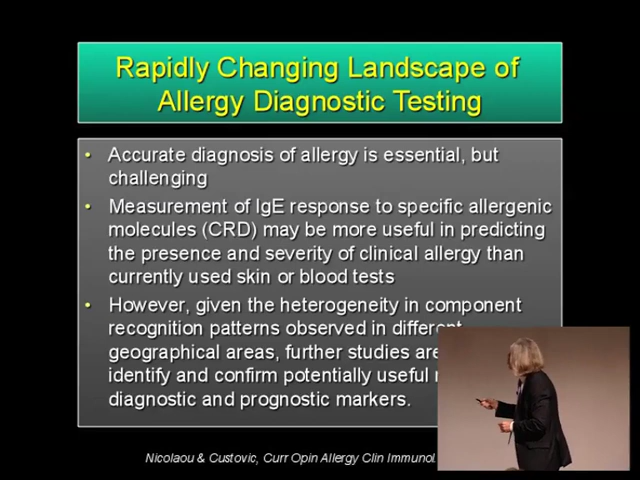 Rapidly Changing Landscape of
Allergy Diagnostic Testing
• Accurate diagnosis of allergy is essential, but
challenging
• Measurement of IgE response to specific allergenic
molecules (CRD) may be more useful in predicting
the presence and severity of clinical allergy than
currently used skin or blood tests
• However, given the heterogeneity in component
recognition patterns observed in different
geographical areas, further studies are
identify and confirm potentially useful
diagnostic and prognostic markers.
Nicolaou & Custovic, Curr Opin Allergy Clin Immunol.